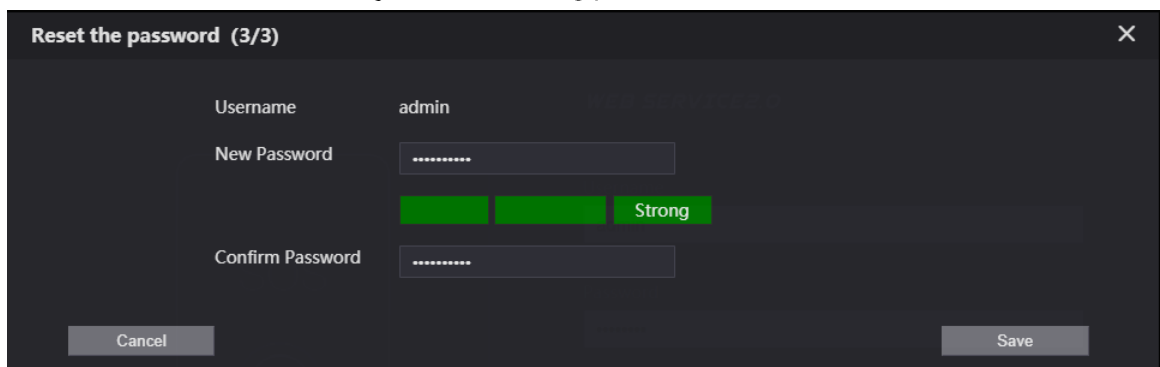 Reset the password (3/3) ×
Username admin
New Password ••••••••••
Strong
Confirm Password ••••••••••
Cancel Save